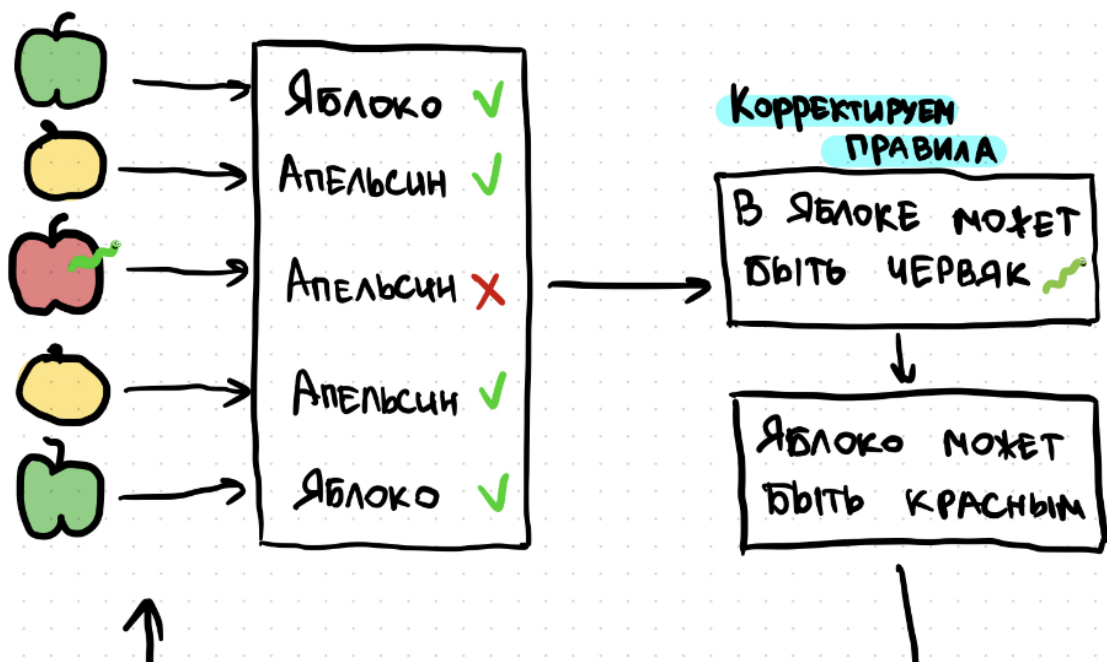 Яблоко
Апельсин
Апельсин
Апельсин
Яблоко
Корректируем
правила
В яблоке может
быть червяк
Яблоко может
быть красным